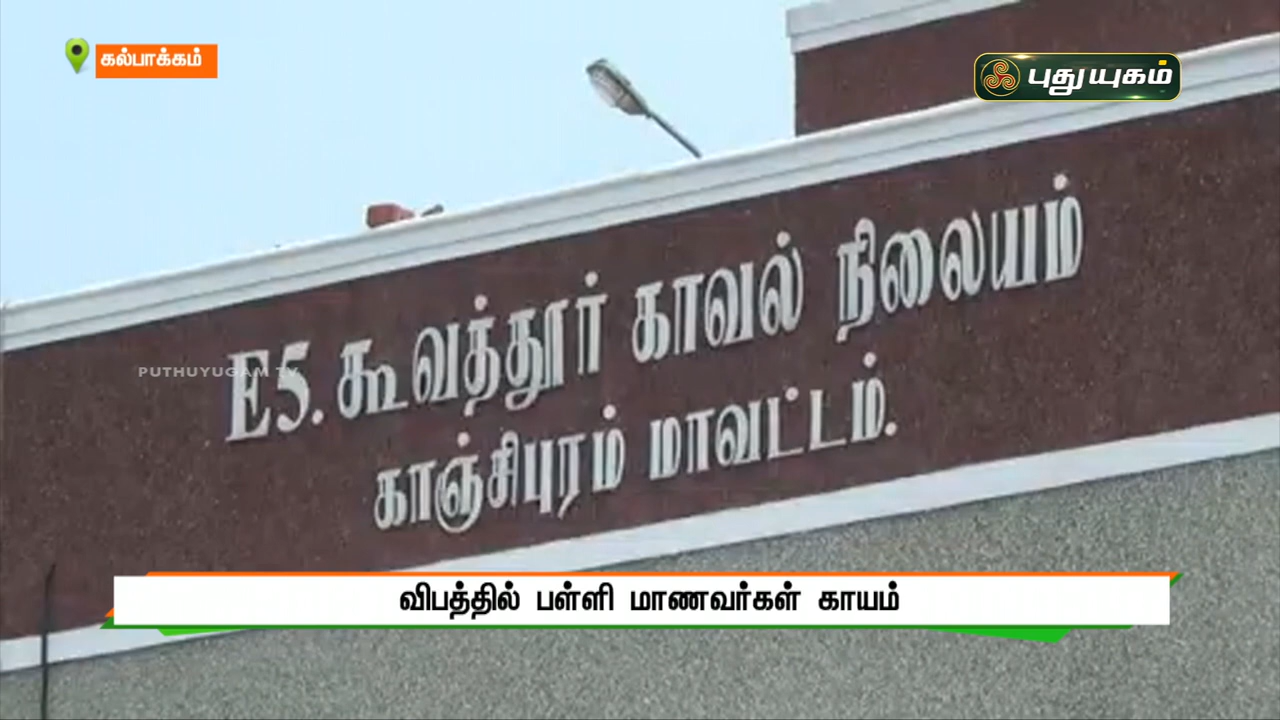 கல்பாக்கம்
புதுயுகம்
E5. கூவத்தூர் காவல் நிலையம்
PUTHUYUGAM TV
காஞ்சிபுரம் மாவட்டம்.
விபத்தில் பள்ளி மாணவர்கள் காயம்